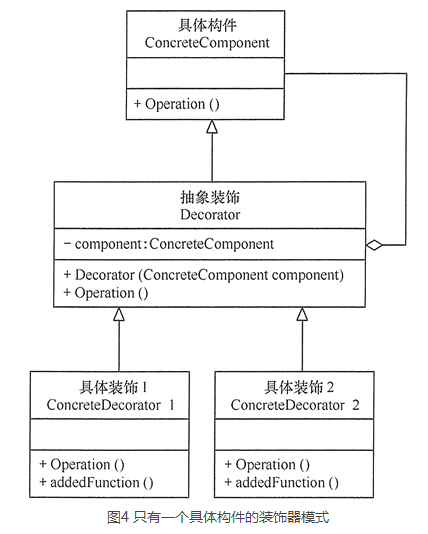 具体构件
ConcreteComponent
+ Operation ()
抽象装饰
Decorator
- component:ConcreteComponent
+ Decorator (ConcreteComponent component)
+ Operation ()
具体装饰1
ConcreteDecorator 1
+ Operation ()
+ addedFunction ()
具体装饰2
ConcreteDecorator 2
+ Operation ()
+ addedFunction ()
图4 只有一个具体构件的装饰器模式